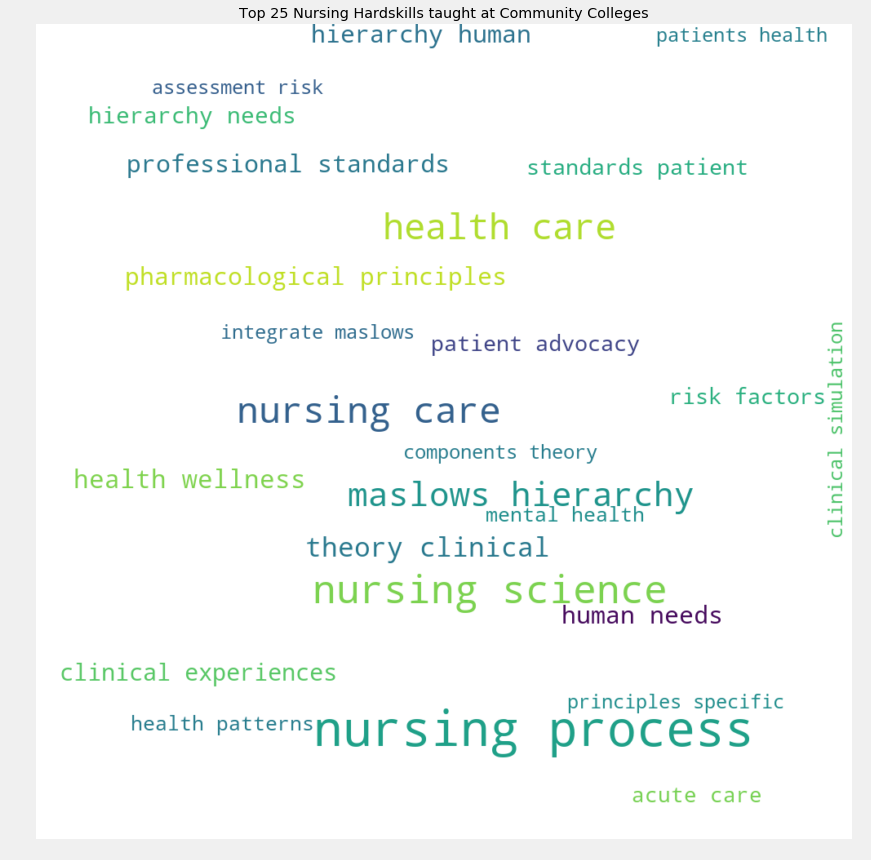 Top 25 Nursing Hardskills taught at Community Colleges
hierarchy human
patients health
assessment risk
hierarchy needs
professional standards
standards patient
health care
pharmacological principles
integrate maslows
patient advocacy
clinical simulation
risk factors
nursing care
components theory
health wellness
maslows hierarchy
mental health
theory clinical
nursing science
human needs
clinical experiences
principles specific
health patterns
nursing process
acute care